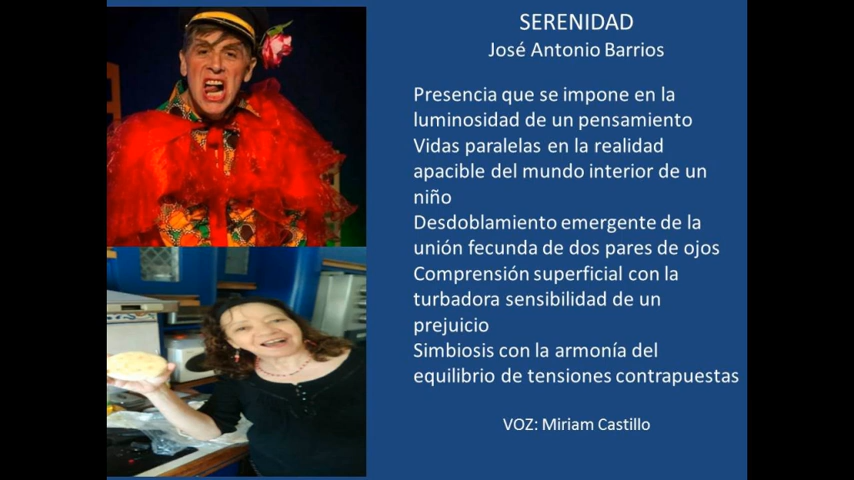 SERENIDAD
José Antonio Barrios
Presencia que se impone en la
luminosidad de un pensamiento
Vidas paralelas en la realidad
apacible del mundo interior de un
niño
Desdoblamiento emergente de la
unión fecunda de dos pares de ojos
Comprensión superficial con la
turbadora sensibilidad de un
prejuicio
Simbiosis con la armonía del
equilibrio de tensiones contrapuestas
VOZ: Miriam Castillo